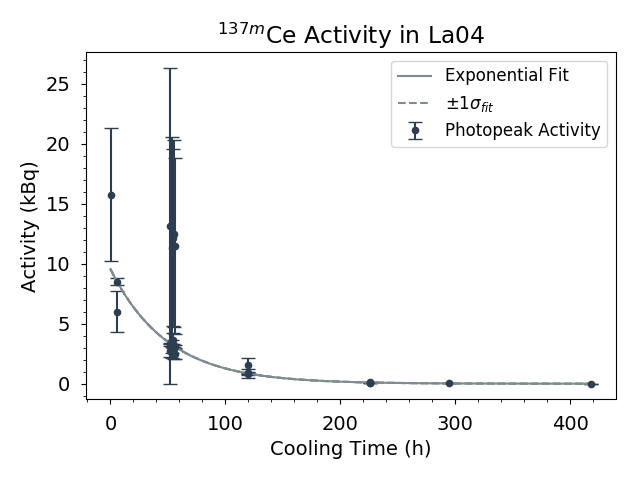 ¹³⁷ᵐCe Activity in La04
Activity (kBq)
25
20
15
10
5
0
0 100 200 300 400
Cooling Time (h)
Exponential Fit
±1σ_fit
Photopeak Activity